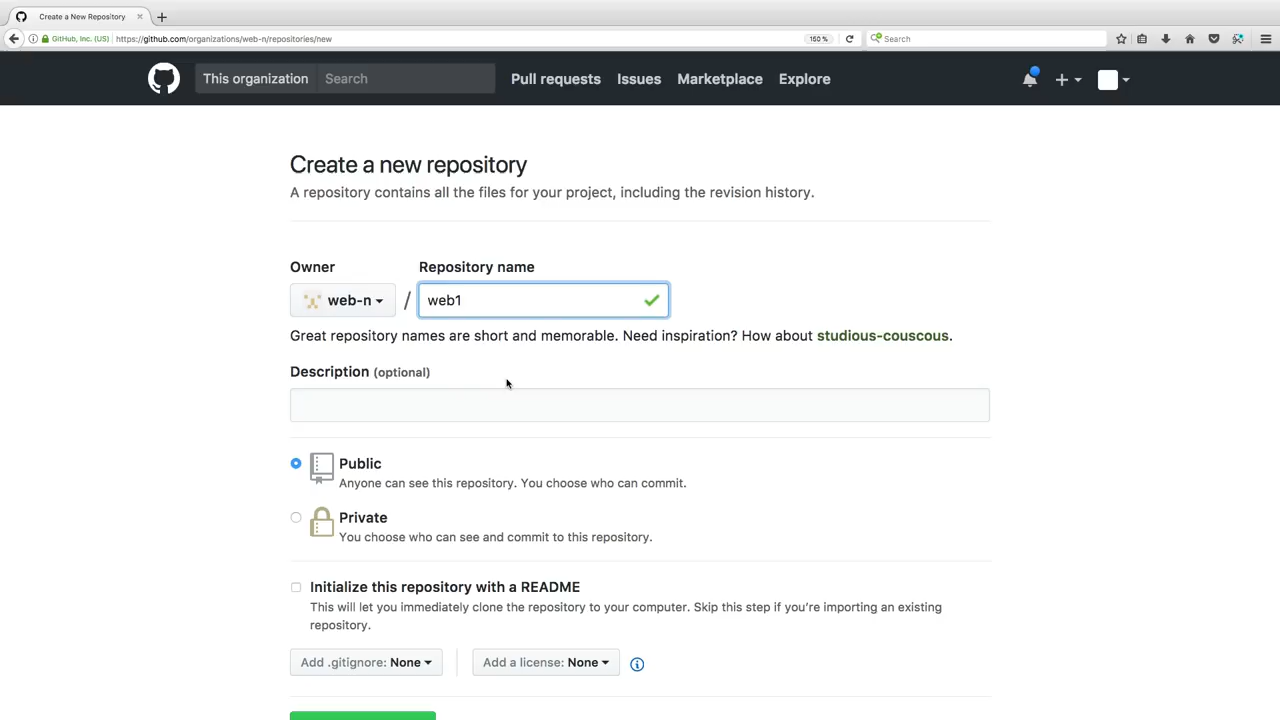 Create a New Repository
GitHub, Inc. (US)
https://github.com/organizations/web-n/repositories/new
150%
Search
This organization
Search
Pull requests
Issues
Marketplace
Explore
Create a new repository
A repository contains all the files for your project, including the revision history.
Owner
Repository name
web-n
/
web1
Great repository names are short and memorable. Need inspiration? How about studious-couscous.
Description (optional)
Public
Anyone can see this repository. You choose who can commit.
Private
You choose who can see and commit to this repository.
Initialize this repository with a README
This will let you immediately clone the repository to your computer. Skip this step if you’re importing an existing
repository.
Add .gitignore: None
Add a license: None